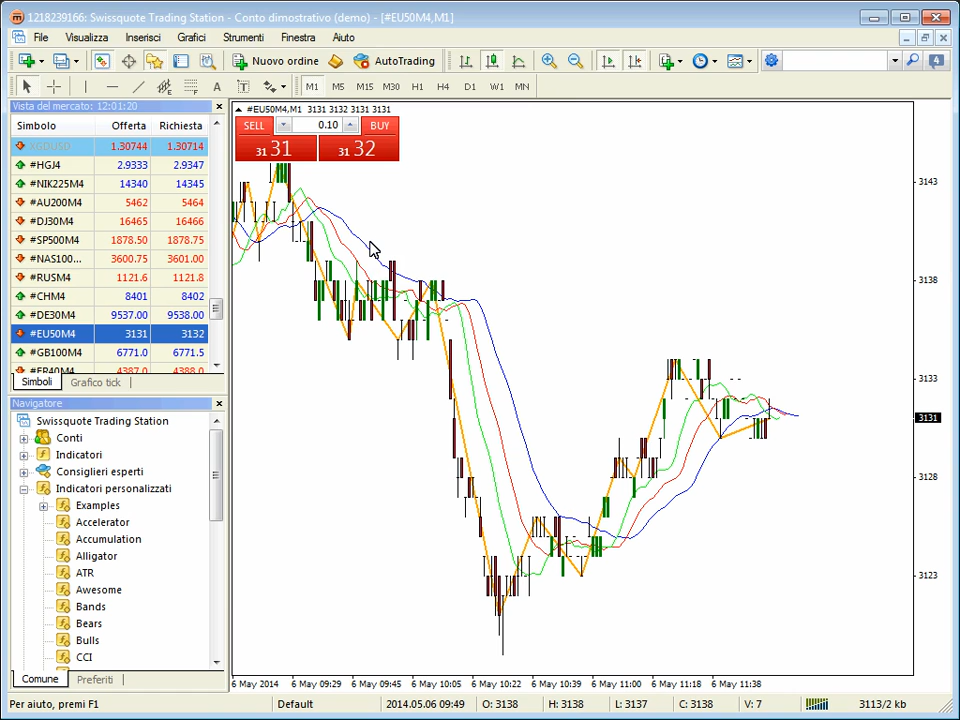 1218239166: Swissquote Trading Station - Conto dimostrativo (demo) - [#EU50M4,M1]
File Visualizza Inserisci Grafici Strumenti Finestra Aiuto
Nuovo ordine AutoTrading 4
A T M1 M5 M15 M30 H1 H4 D1 W1 MN
Vista del mercato: 12:01:20
Simbolo Offerta Richiesta
XGDUSD 1.30744 1.30714
#HGJ4 2.9333 2.9347
#NIK225M4 14340 14345
#AU200M4 5462 5464
#DJ30M4 16465 16466
#SP500M4 1878.50 1878.75
#NAS100... 3600.75 3601.00
#RUSM4 1121.6 1121.8
#CHM4 8401 8402
#DE30M4 9537.00 9538.00
#EU50M4 3131 3132
#GB100M4 6771.0 6771.5
#FR40M4 4387.0 4388.0
Simboli Grafico tick
Navigatore
Swissquote Trading Station
Conti
Indicatori
Consiglieri esperti
Indicatori personalizzati
Examples
Accelerator
Accumulation
Alligator
ATR
Awesome
Bands
Bears
Bulls
CCI
Comune Preferiti
#EU50M4,M1 3131 3132 3131 3131
SELL 0.10 BUY
31 31 31 32
3143
3138
3133
3131
3128
3123
6 May 2014 6 May 09:29 6 May 09:45 6 May 10:05 6 May 10:22 6 May 10:39 6 May 11:00 6 May 11:18 6 May 11:38
Per aiuto, premi F1 Default 2014.05.06 09:49 O: 3138 H: 3138 L: 3137 C: 3138 V: 7 3113/2 kb